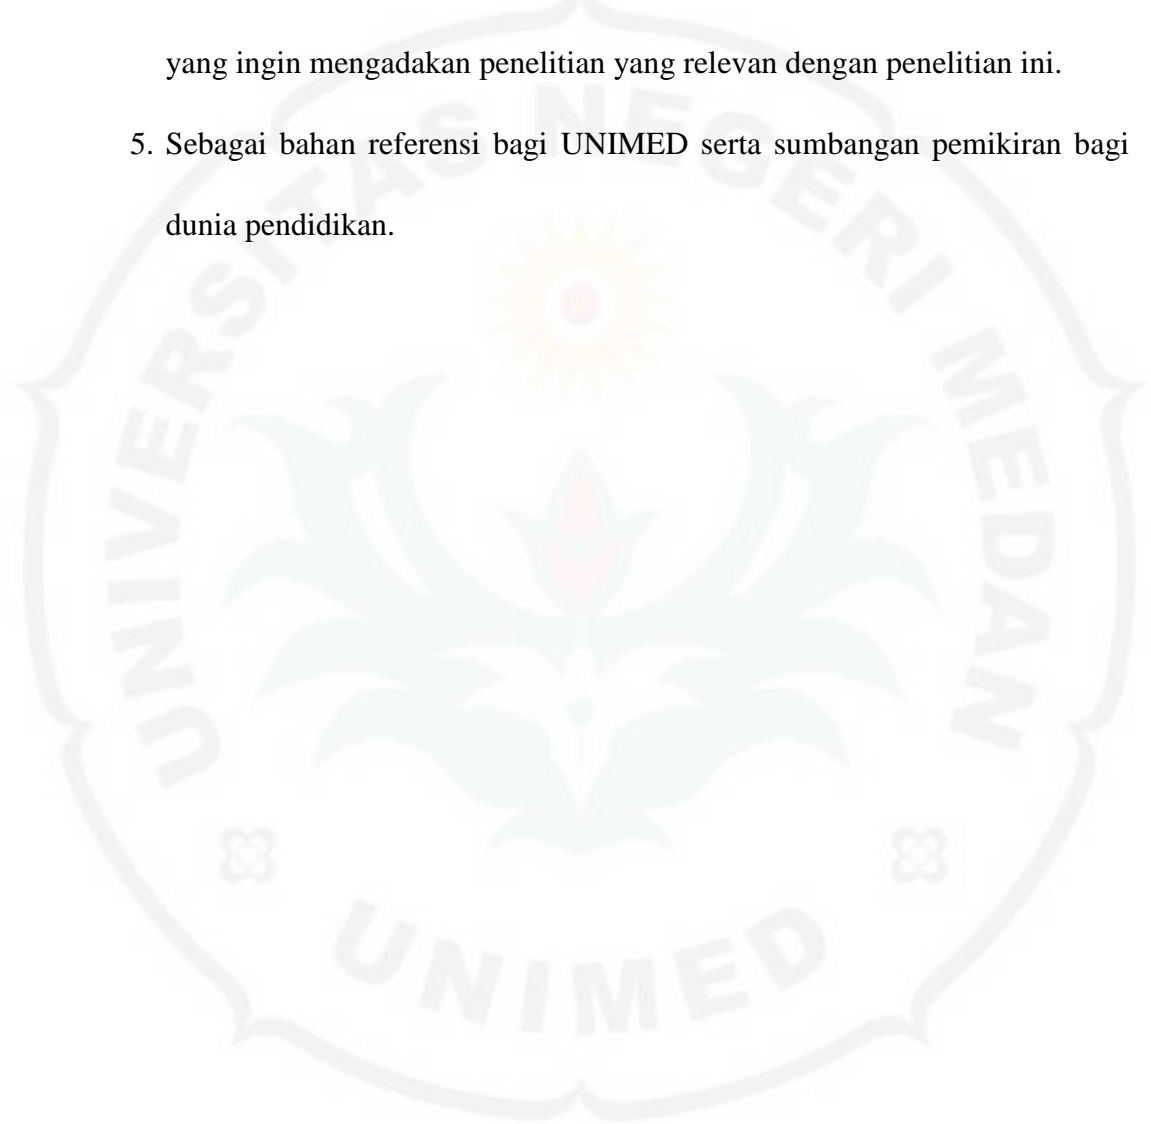 yang ingin mengadakan penelitian yang relevan dengan penelitian ini.
5. Sebagai bahan referensi bagi UNIMED serta sumbangan pemikiran bagi
dunia pendidikan.
UNIVERSITAS NEGERI MEDAN
UNIMED